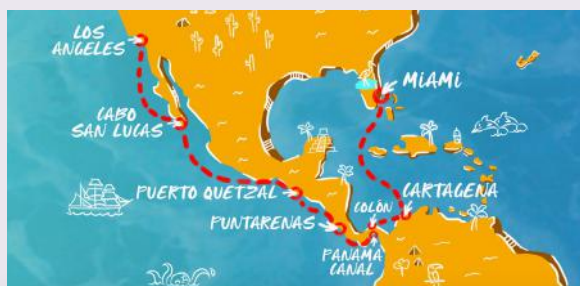 LOS
ANGELES
MIAMI
CABO
SAN LUCAS
PUERTO QUETZAL
CARTAGENA
COLÓN
PUNTARENAS
PANAMA
CANAL